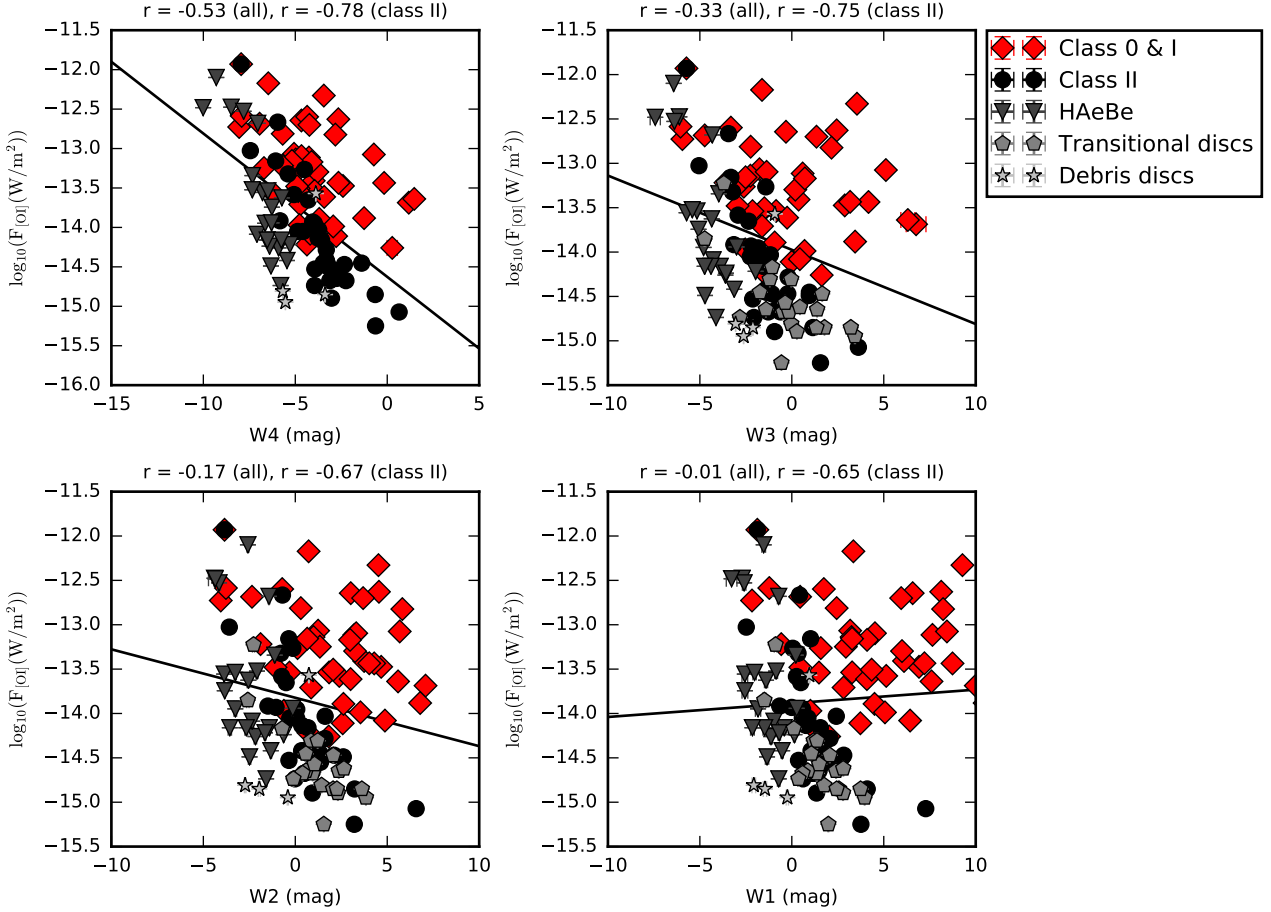 r = -0.53 (all), r = -0.78 (class II)
−11.5
−12.0
−12.5
−13.0
−13.5
−14.0
−14.5
−15.0
−15.5
−16.0
log₁₀(F[OI](W/m²))
−15 −10 −5 0 5
W4 (mag)
r = -0.33 (all), r = -0.75 (class II)
−11.5
−12.0
−12.5
−13.0
−13.5
−14.0
−14.5
−15.0
−15.5
log₁₀(F[OI](W/m²))
−10 −5 0 5 10
W3 (mag)
Class 0 & I
Class II
HAeBe
Transitional discs
Debris discs
r = -0.17 (all), r = -0.67 (class II)
−11.5
−12.0
−12.5
−13.0
−13.5
−14.0
−14.5
−15.0
−15.5
log₁₀(F[OI](W/m²))
−10 −5 0 5 10
W2 (mag)
r = -0.01 (all), r = -0.65 (class II)
−11.5
−12.0
−12.5
−13.0
−13.5
−14.0
−14.5
−15.0
−15.5
log₁₀(F[OI](W/m²))
−10 −5 0 5 10
W1 (mag)